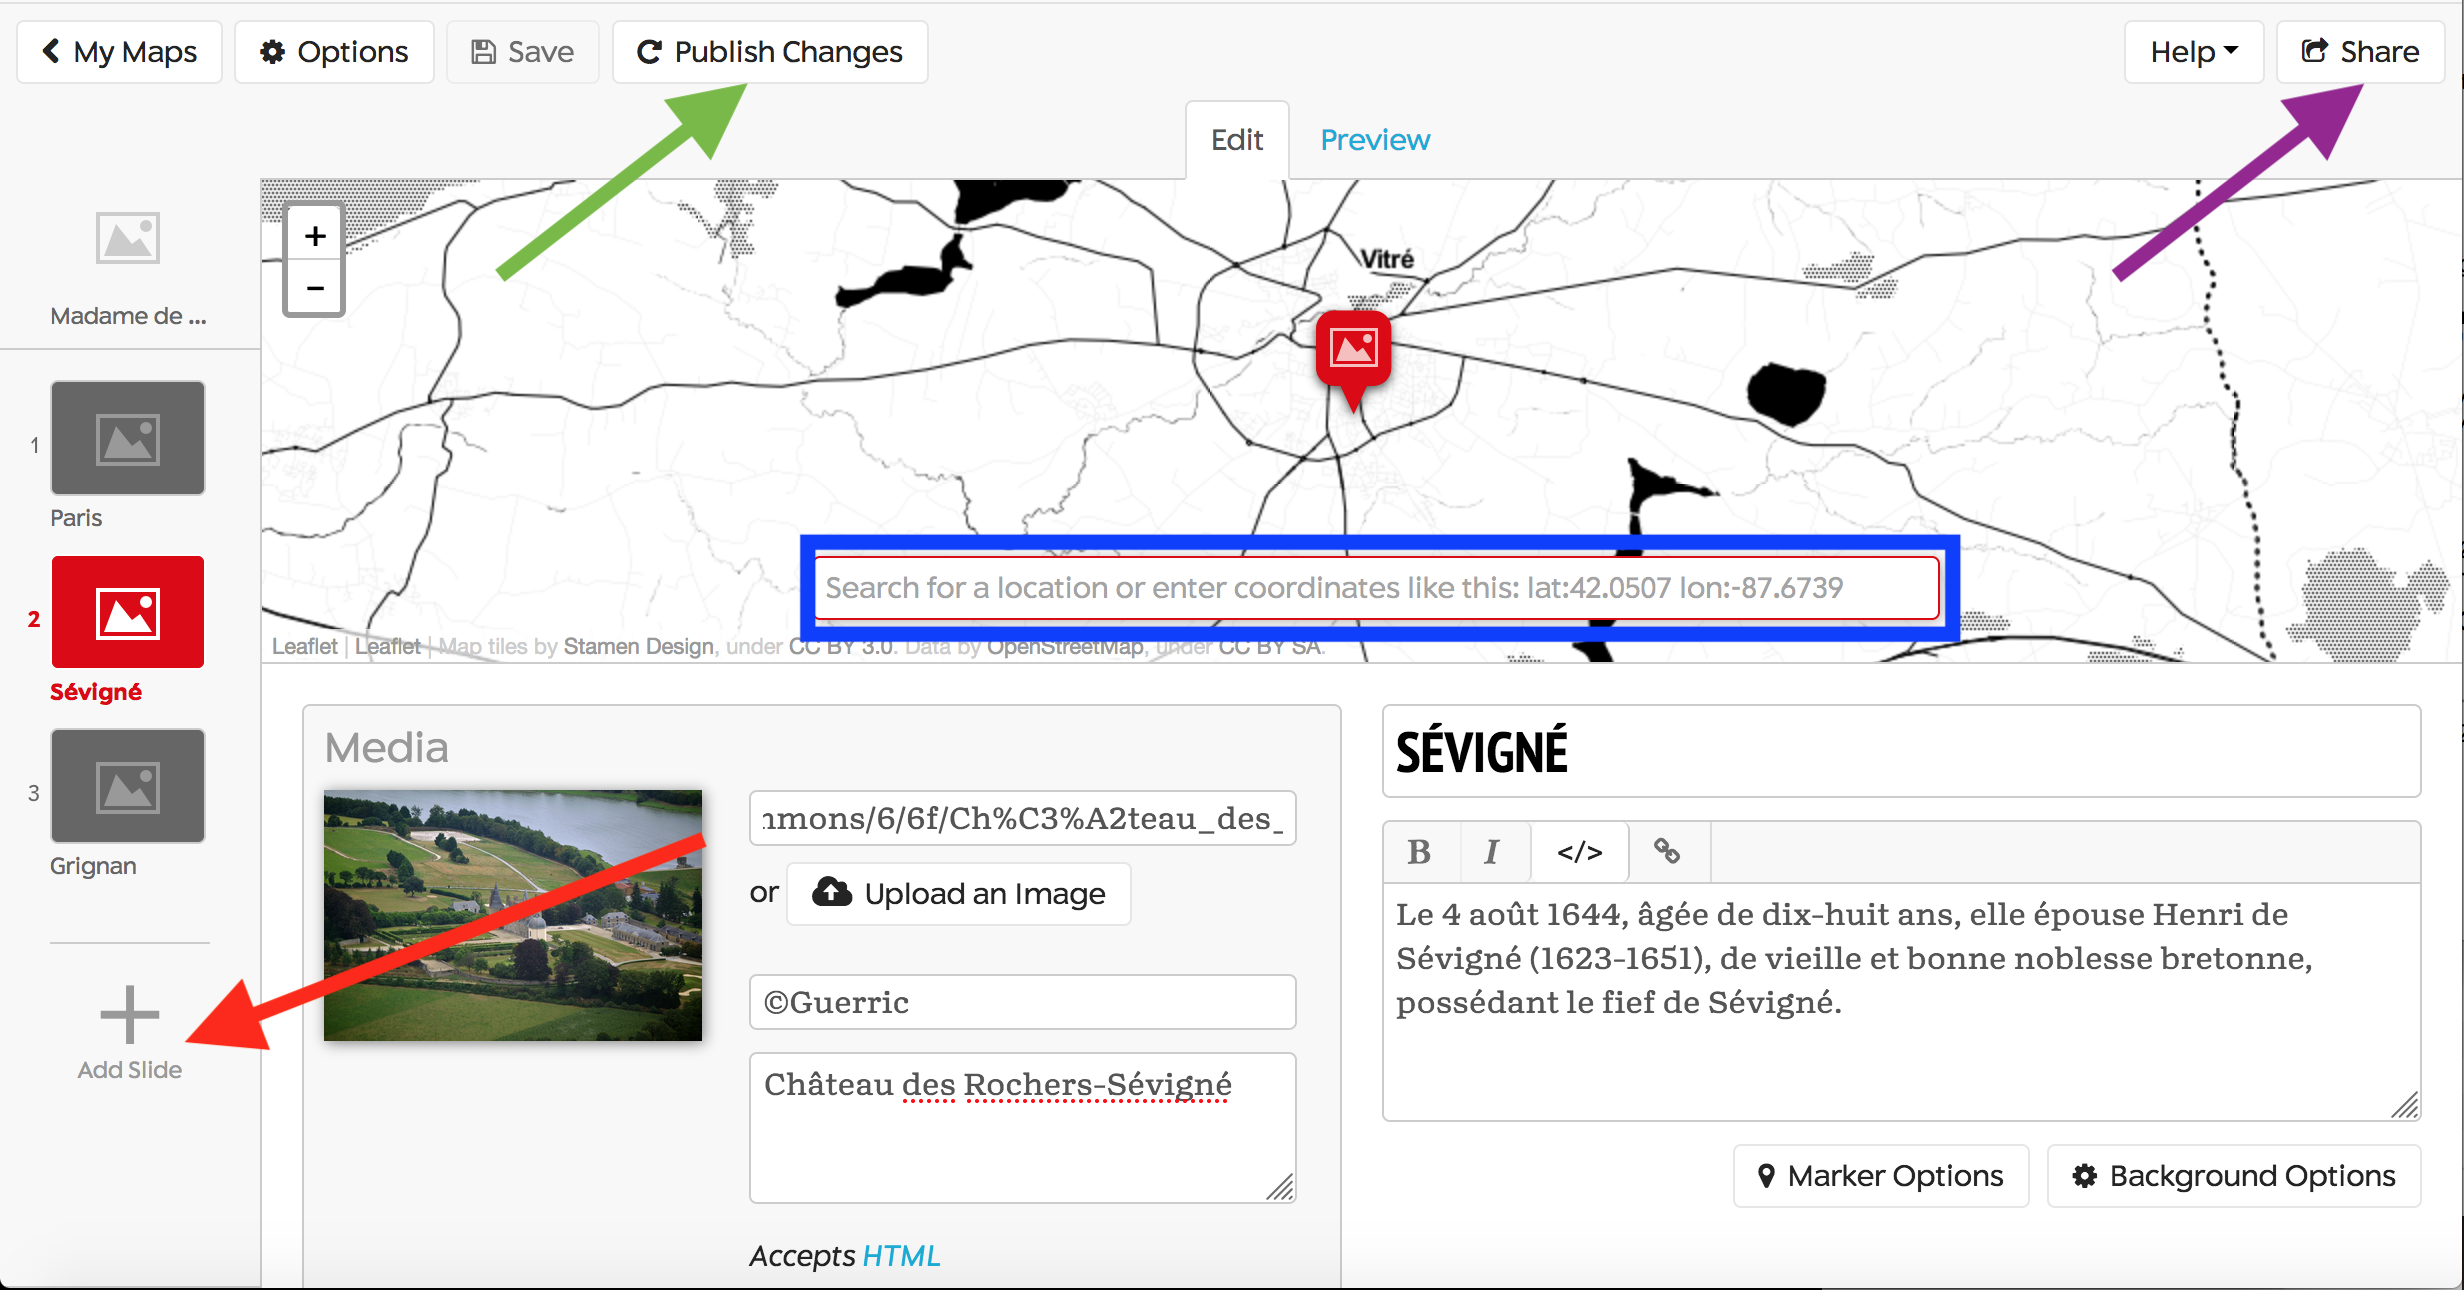 My Maps
Options
Save
Publish Changes
Help
Share
Edit
Preview
+
−
Vitré
Madame de ...
1
Paris
2
Sévigné
3
Grignan
Add Slide
Search for a location or enter coordinates like this: lat:42.0507 lon:-87.6739
Leaflet | Leaflet | Map tiles by Stamen Design, under CC BY 3.0. Data by OpenStreetMap, under CC BY SA.
Media
nmons/6/6f/Ch%C3%A2teau_des_
or Upload an Image
©Guerric
Château des Rochers-Sévigné
Accepts HTML
SÉVIGNÉ
B I </>
Le 4 août 1644, âgée de dix-huit ans, elle épouse Henri de
Sévigné (1623-1651), de vieille et bonne noblesse bretonne,
possédant le fief de Sévigné.
Marker Options
Background Options